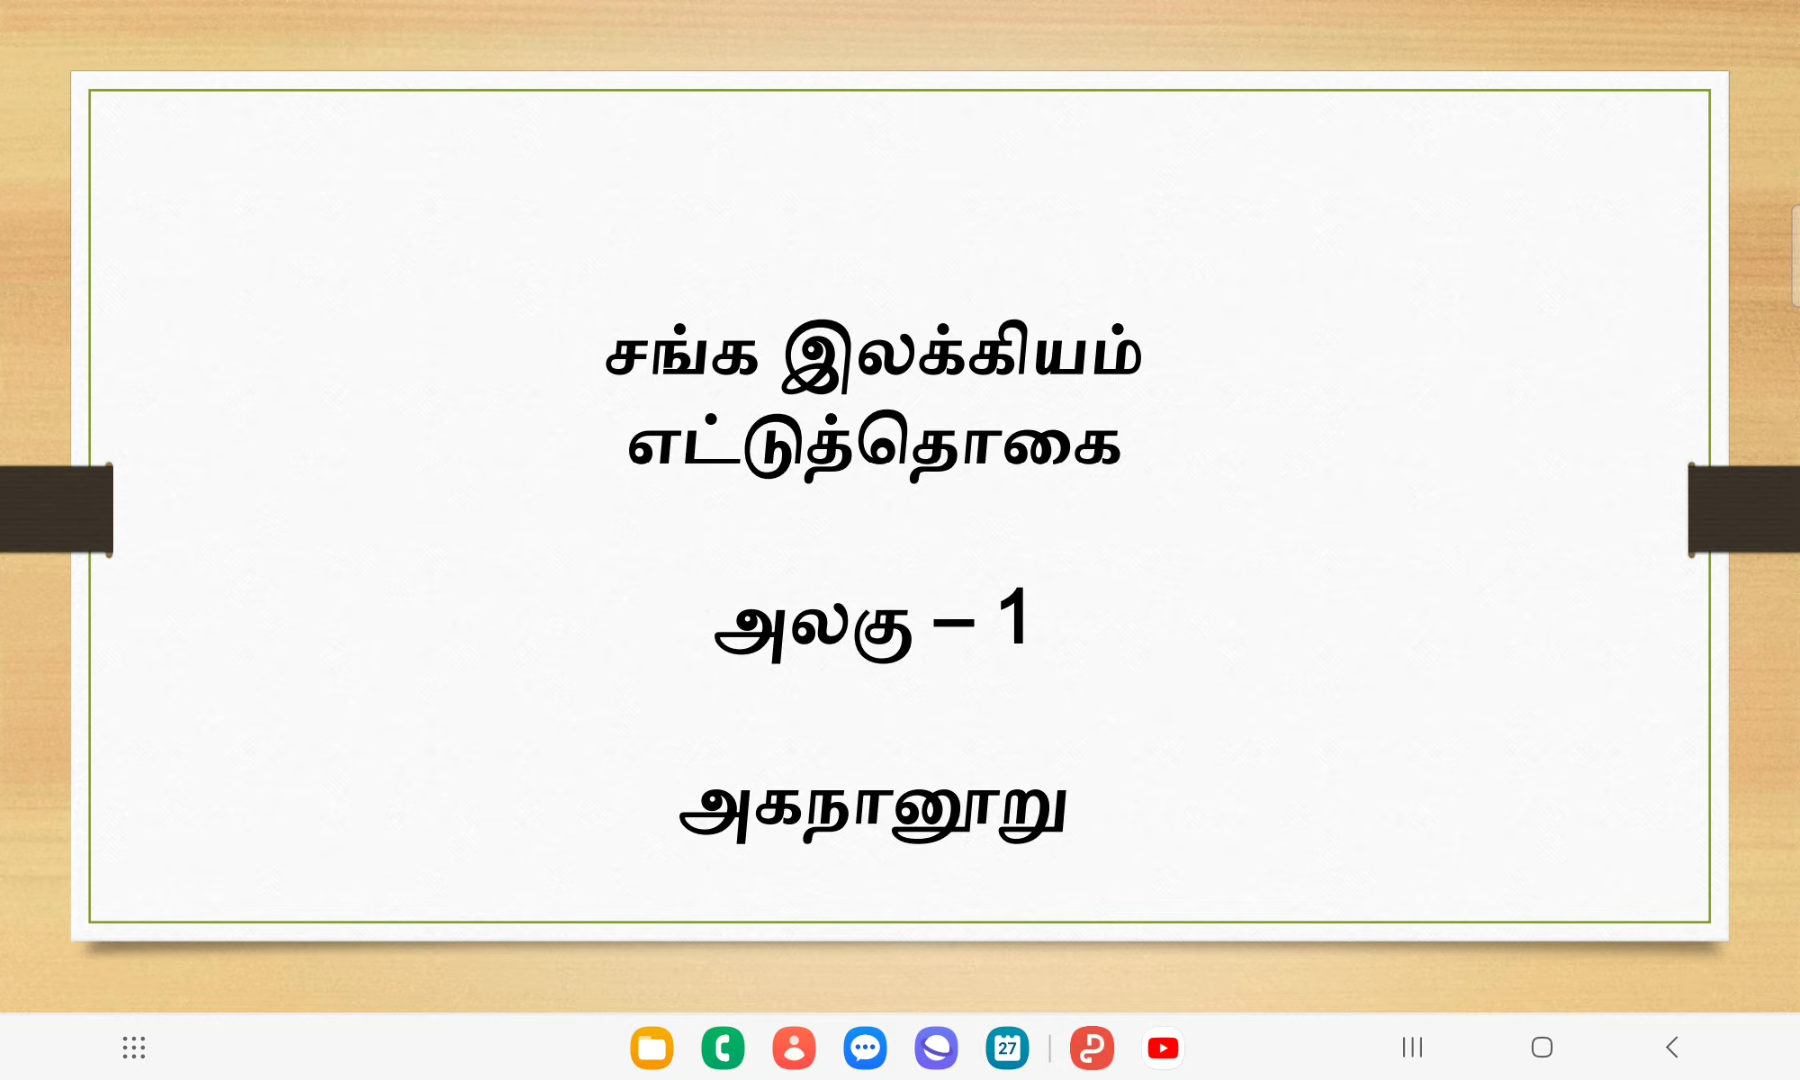 சங்க இலக்கியம்
எட்டுத்தொகை
அலகு – 1
அகநானூறு
27